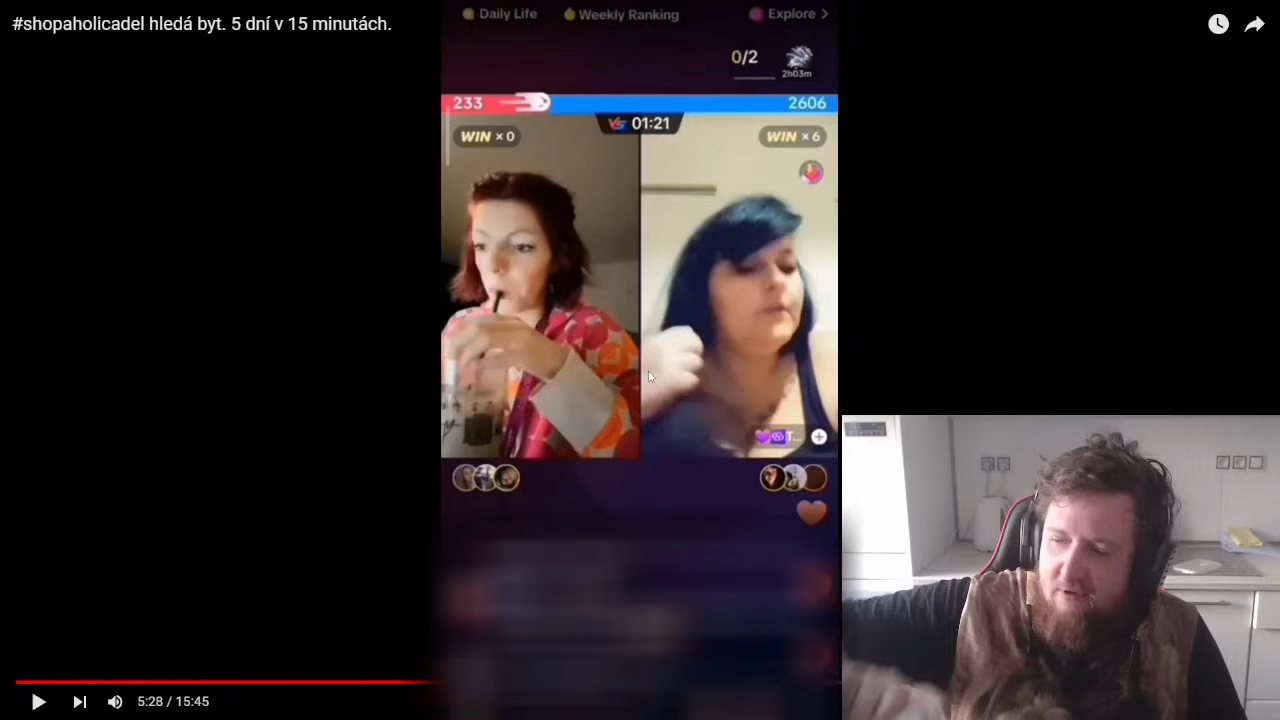 #shopaholicadel hledá byt. 5 dní v 15 minutách.
Daily Life
Weekly Ranking
Explore
0/2
2h03m
233
2606
VS 01:21
WIN × 0
WIN × 6
T...
5:28 / 15:45